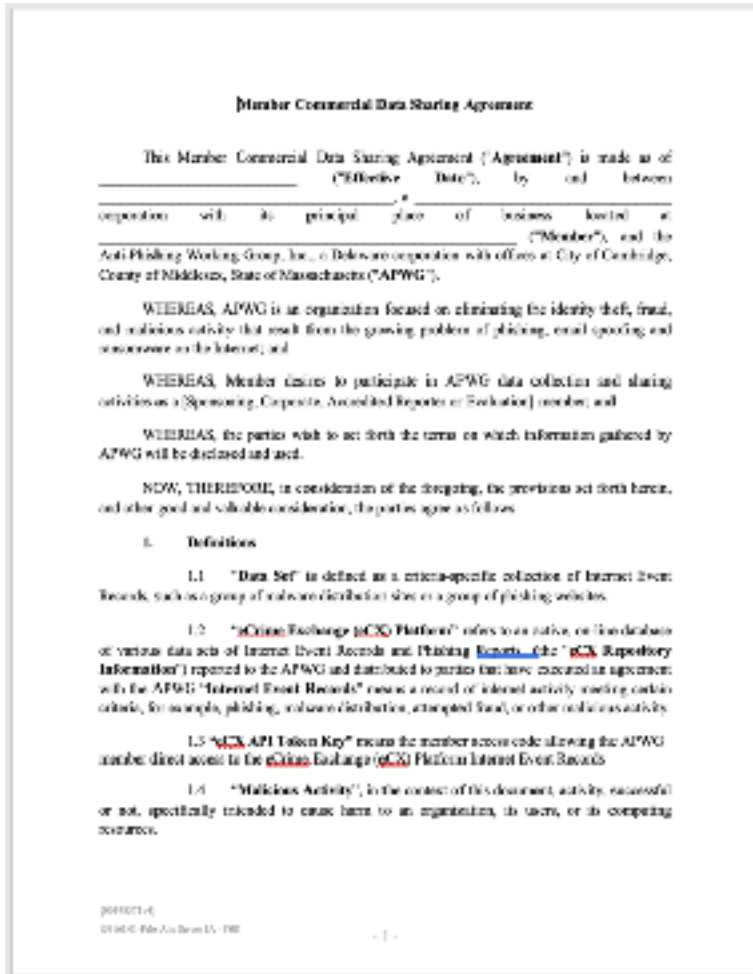 Member Commercial Data Sharing Agreement
This Member Commercial Data Sharing Agreement ("Agreement") is made as of
____________________ ("Effective Date"), by and between
______________________________, a __________________________
corporation with its principal place of business located at
__________________________________________ ("Member"), and the
Anti-Phishing Working Group, Inc., a Delaware corporation with offices at City of Cambridge,
County of Middlesex, State of Massachusetts ("APWG").
WHEREAS, APWG is an organization focused on eliminating the identity theft, fraud,
and malicious activity that result from the growing problem of phishing, email spoofing and
ransomware on the Internet; and
WHEREAS, Member desires to participate in APWG data collection and sharing
activities as a [Sponsoring, Corporate, Accredited Reporter or Evaluation] member; and
WHEREAS, the parties wish to set forth the terms on which information gathered by
APWG will be disclosed and used.
NOW, THEREFORE, in consideration of the foregoing, the provisions set forth herein,
and other good and valuable consideration, the parties agree as follows
1. Definitions
1.1 "Data Set" is defined as a criteria-specific collection of Internet Event
Records, such as a group of malware distribution sites or a group of phishing websites.
1.2 "eCrime Exchange (eCX) Platform" refers to an active, on-line database
of various data sets of Internet Event Records and Phishing Reports (the "eCX Repository
Information") reported to the APWG and distributed to parties that have executed an agreement
with the APWG "Internet Event Records" means a record of internet activity meeting certain
criteria, for example, phishing, malware distribution, attempted fraud, or other malicious activity
1.3 "eCX API Token Key" means the member access code allowing the APWG
member direct access to the eCrime Exchange (eCX) Platform Internet Event Records
1.4 "Malicious Activity", in the context of this document, activity, successful
or not, specifically intended to cause harm to an organization, its users, or its computing
resources.
- 1 -